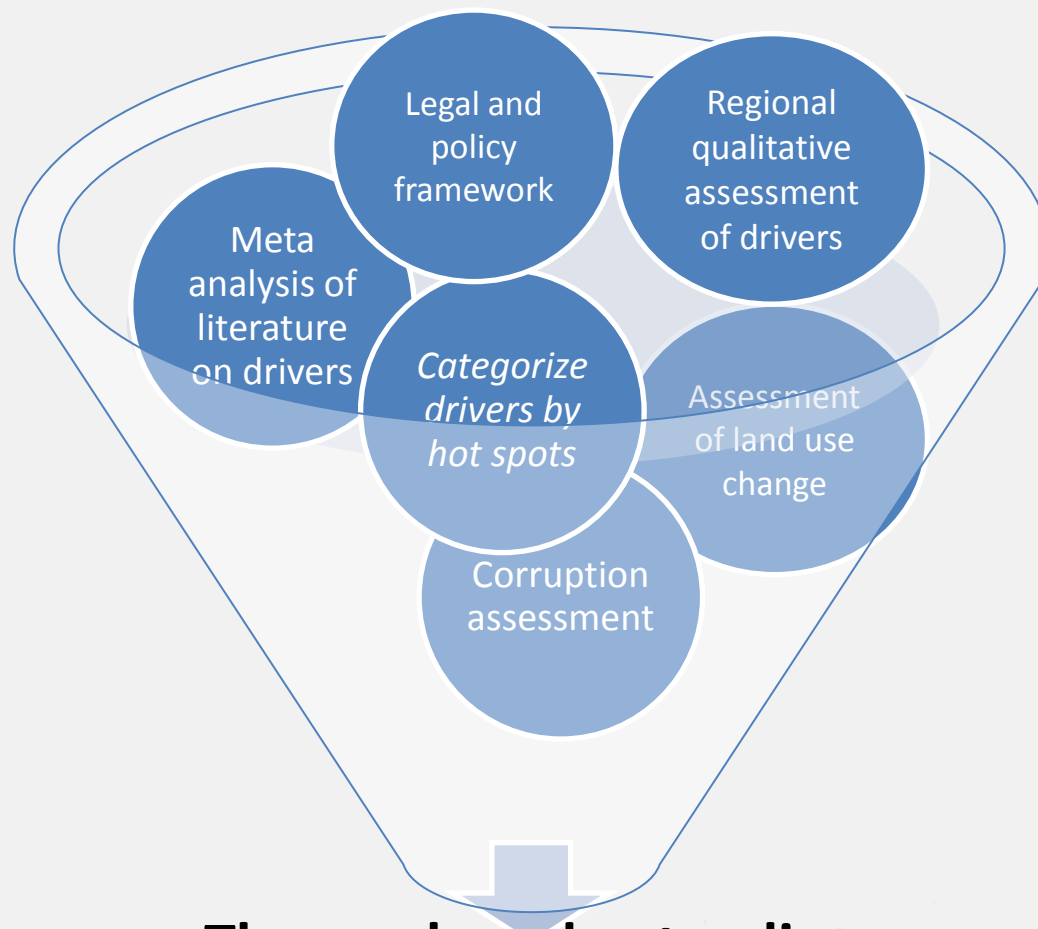 Legal and
policy
framework
Regional
qualitative
assessment
of drivers
Meta
analysis of
literature
on drivers
Categorize
drivers by
hot spots
Assessment
of land use
change
Corruption
assessment